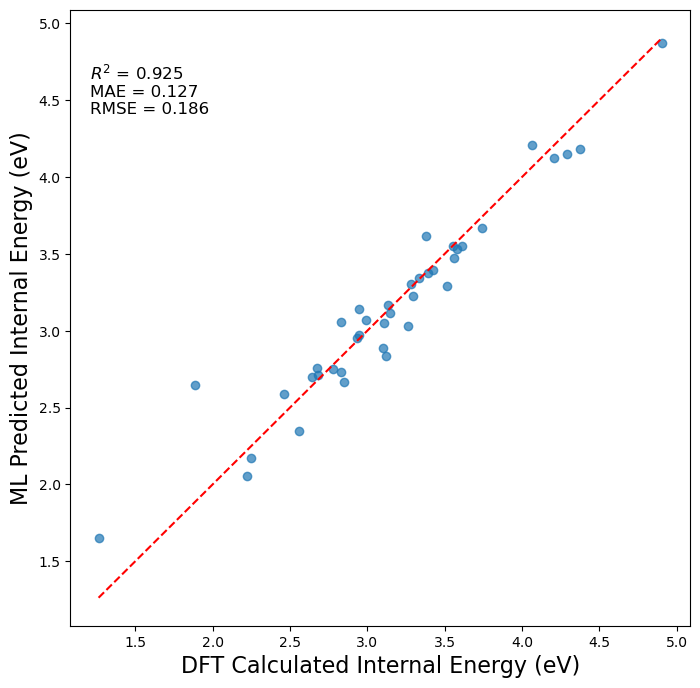 R² = 0.925
MAE = 0.127
RMSE = 0.186
ML Predicted Internal Energy (eV)
5.0
4.5
4.0
3.5
3.0
2.5
2.0
1.5
1.5 2.0 2.5 3.0 3.5 4.0 4.5 5.0
DFT Calculated Internal Energy (eV)